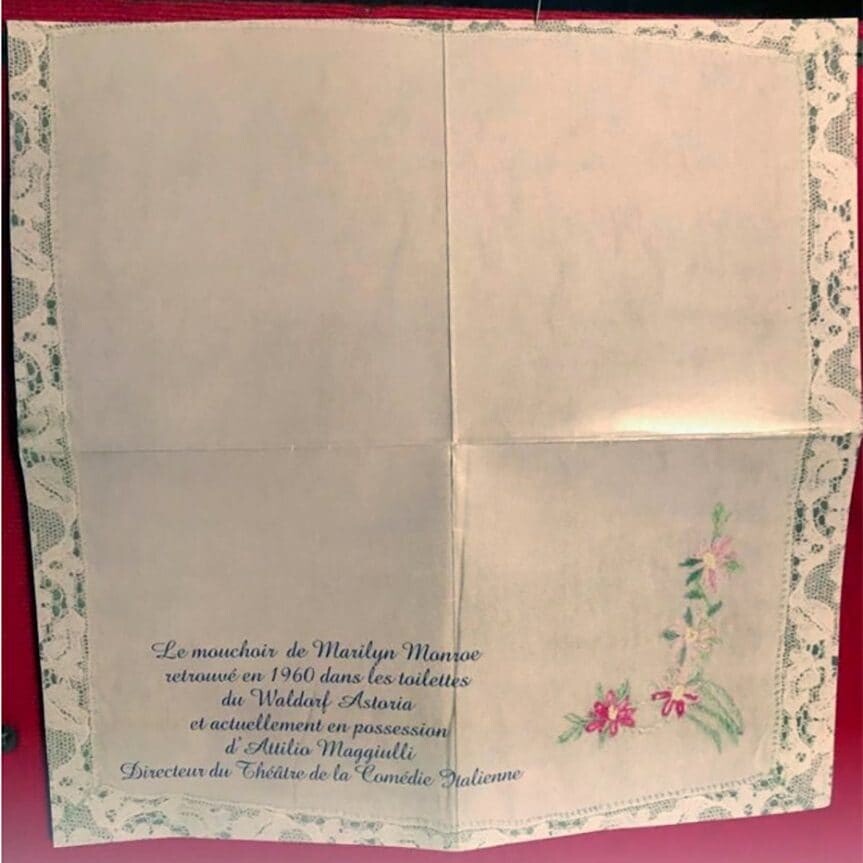 Le mouchoir de Marilyn Monroe
retrouvé en 1960 dans les toilettes
du Waldorf Astoria
et actuellement en possession
d'Attilio Maggiulli
Directeur du Théâtre de la Comédie Italienne